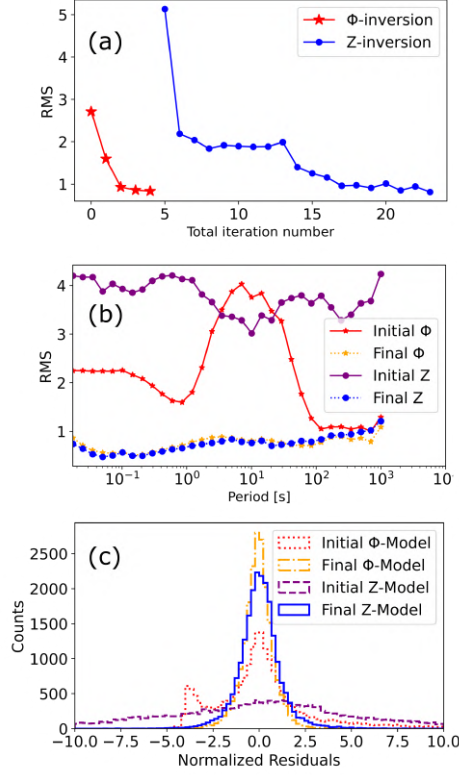 (a)
Φ-inversion
Z-inversion
RMS
5
4
3
2
1
0 5 10 15 20
Total iteration number
(b)
RMS
4
3
2
1
Initial Φ
Final Φ
Initial Z
Final Z
10⁻¹ 10⁰ 10¹ 10² 10³ 10
Period [s]
(c)
Initial Φ-Model
Final Φ-Model
Initial Z-Model
Final Z-Model
Counts
2500
2000
1500
1000
500
0
−10.0 −7.5 −5.0 −2.5 0.0 2.5 5.0 7.5 10.0
Normalized Residuals